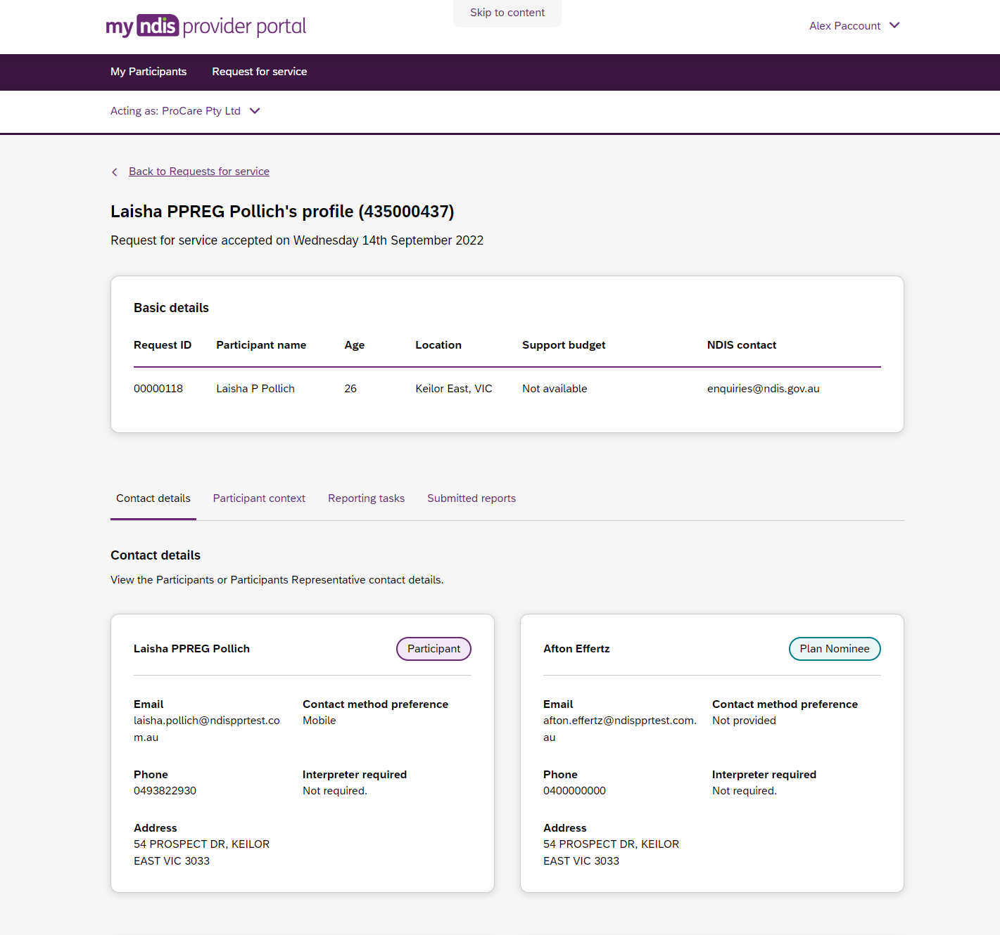 my ndis provider portal
Skip to content
Alex Paccount
My Participants Request for service
Acting as: ProCare Pty Ltd
Back to Requests for service
Laisha PPREG Pollich's profile (435000437)
Request for service accepted on Wednesday 14th September 2022
Basic details
Request ID Participant name Age Location Support budget NDIS contact
00000118 Laisha P Pollich 26 Keilor East, VIC Not available enquiries@ndis.gov.au
Contact details Participant context Reporting tasks Submitted reports
Contact details
View the Participants or Participants Representative contact details.
Laisha PPREG Pollich Participant
Email Contact method preference
laisha.pollich@ndispprtest.co Mobile
m.au
Phone Interpreter required
0493822930 Not required.
Address
54 PROSPECT DR, KEILOR
EAST VIC 3033
Afton Effertz Plan Nominee
Email Contact method preference
afton.effertz@ndispprtest.com. Not provided
au
Phone Interpreter required
0400000000 Not required.
Address
54 PROSPECT DR, KEILOR
EAST VIC 3033